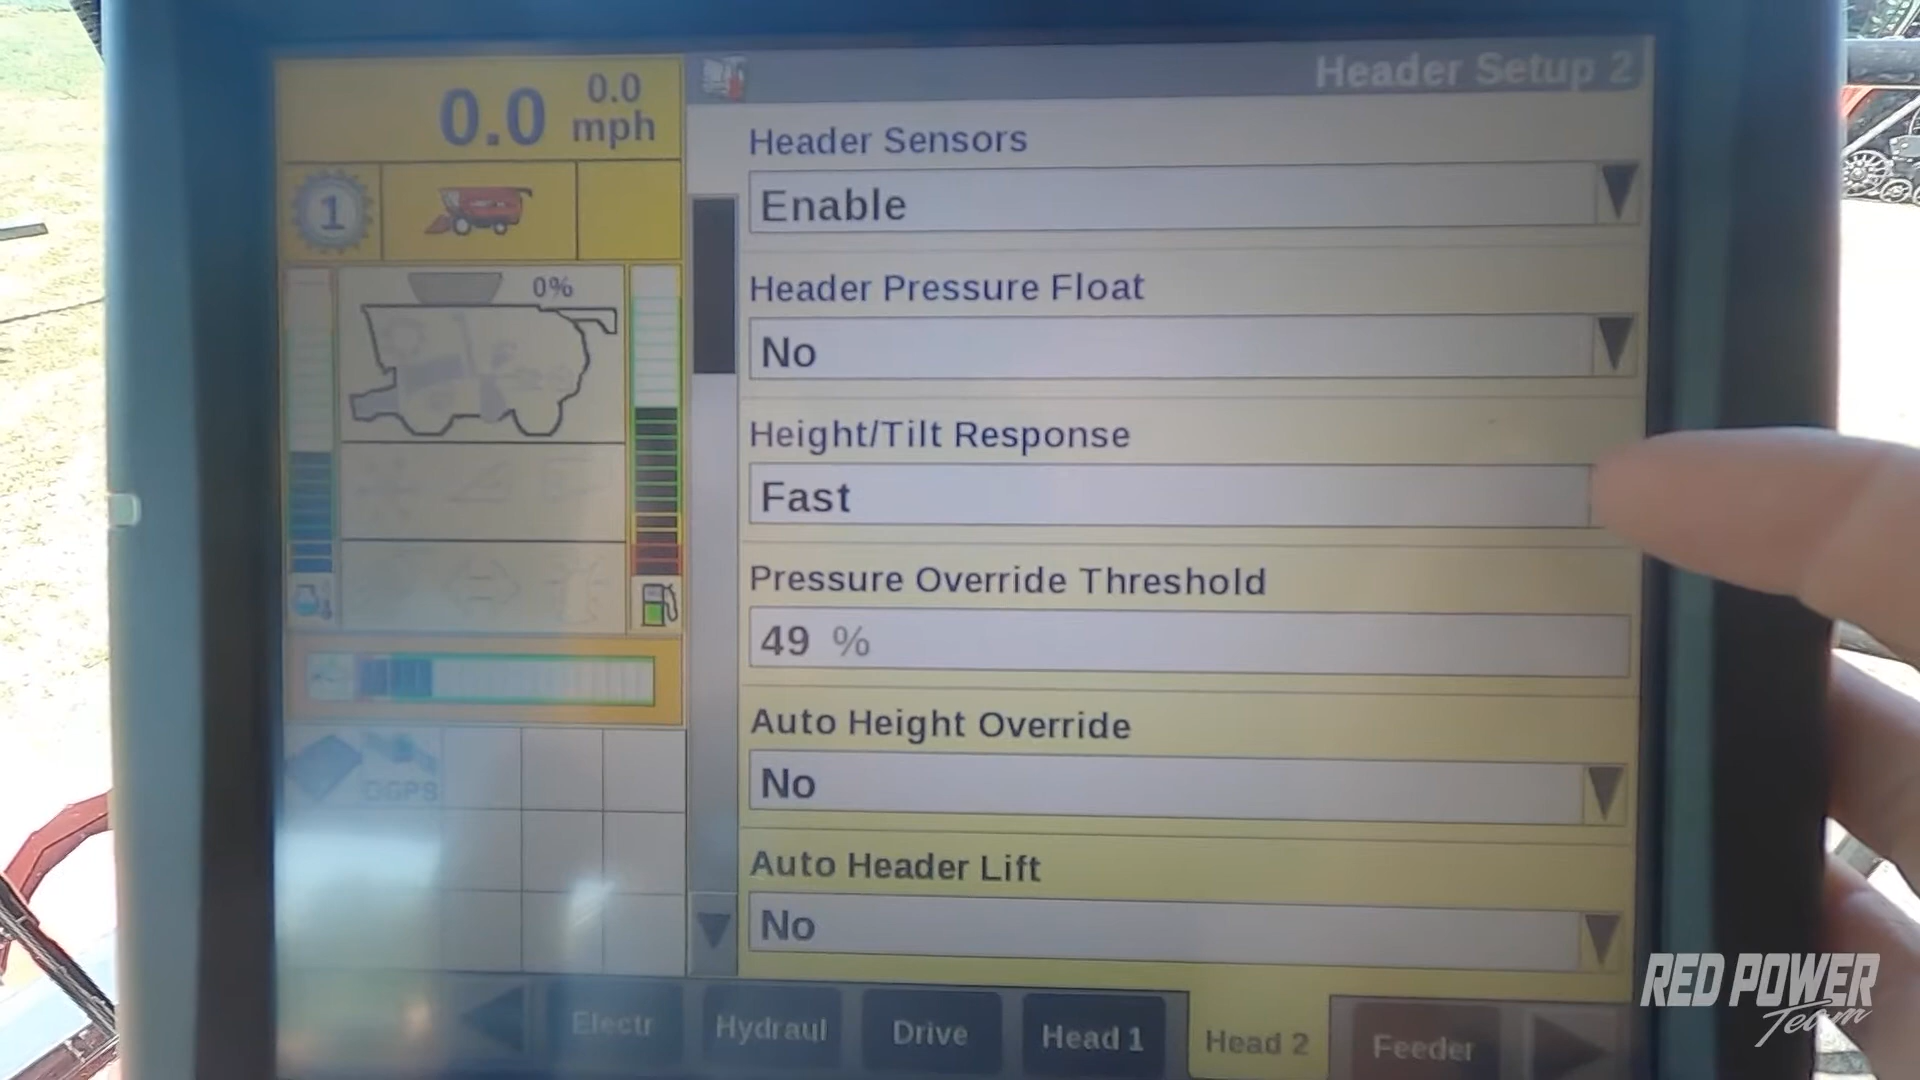 0.0
0.0
mph
Header Setup 2
1
0%
DGPS
Header Sensors
Enable
Header Pressure Float
No
Height/Tilt Response
Fast
Pressure Override Threshold
49 %
Auto Height Override
No
Auto Header Lift
No
Electr
Hydraul
Drive
Head 1
Head 2
Feeder
RED POWER
Team